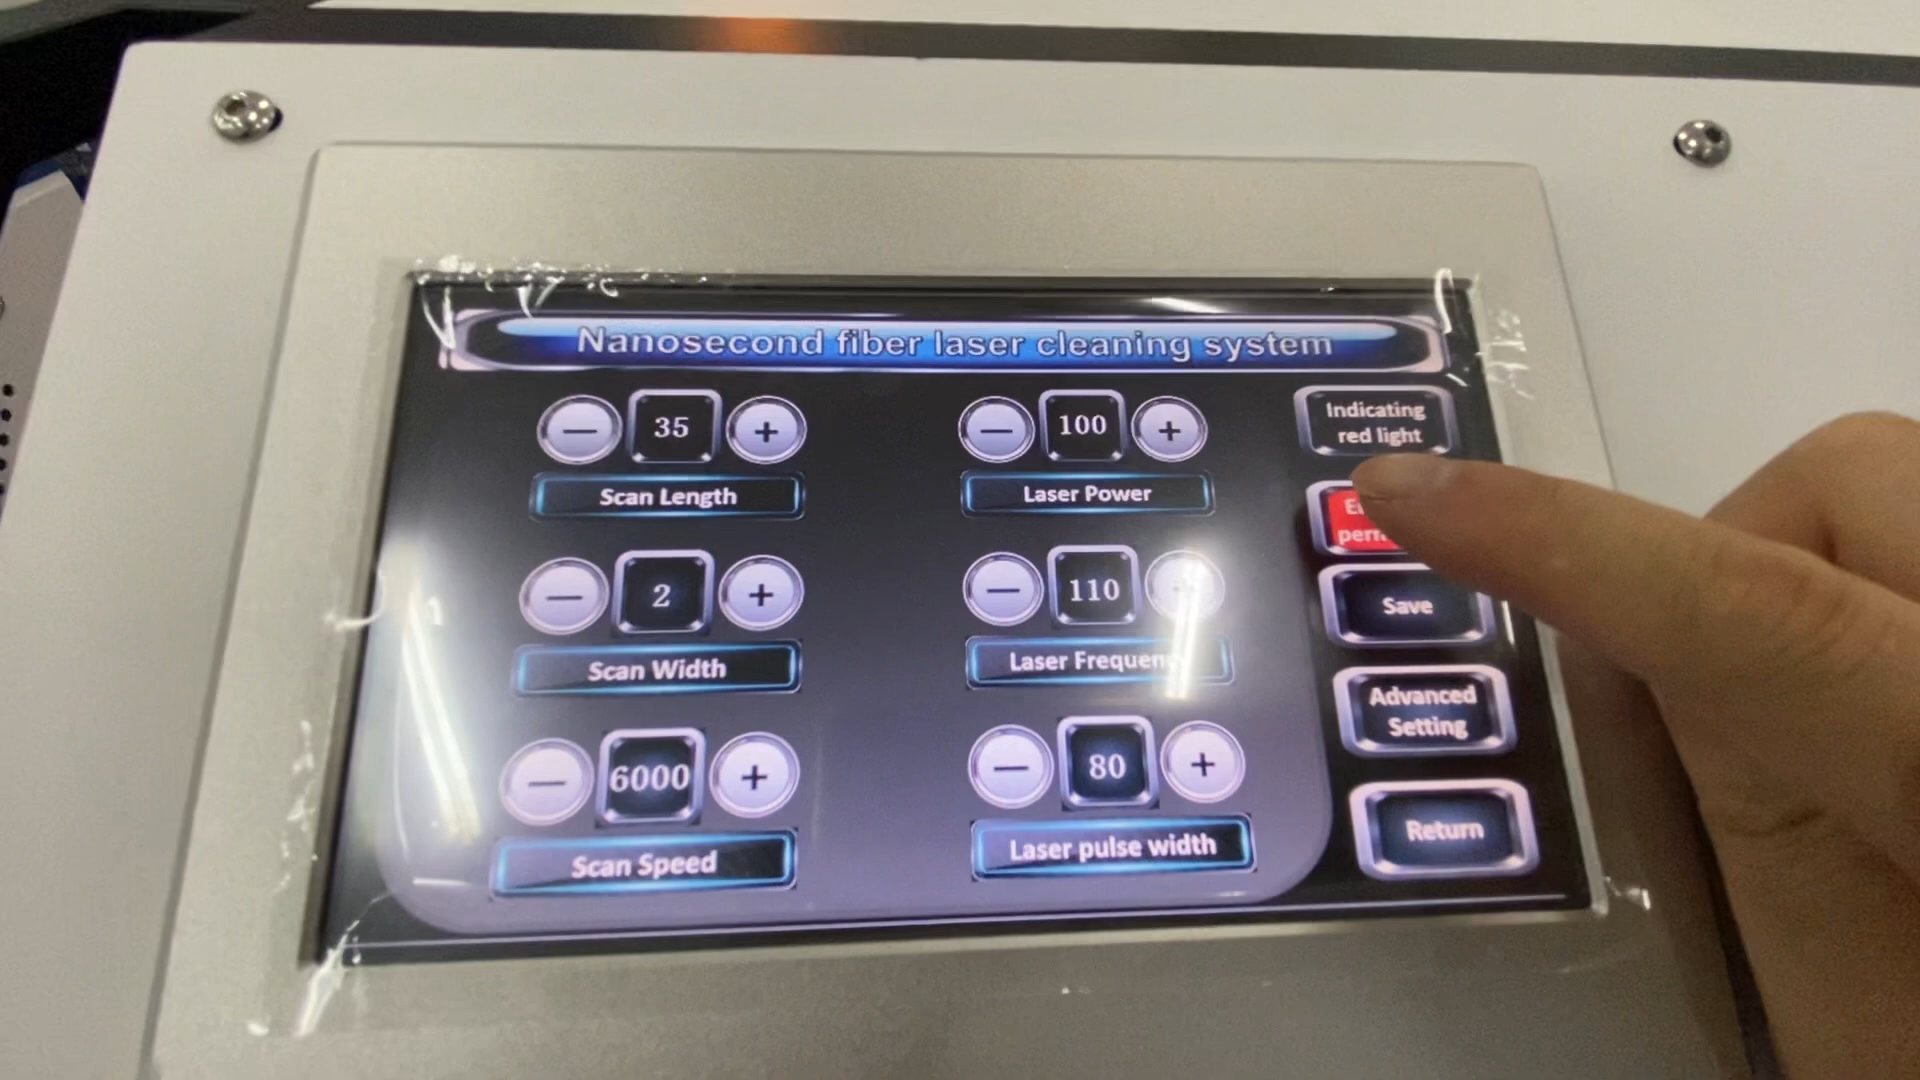 Nanosecond fiber laser cleaning system
35
100
Indicating
red light
Scan Length
Laser Power
2
110
Save
Scan Width
Laser
Advanced
Setting
6000
80
Scan Speed
Laser pulse width
Return